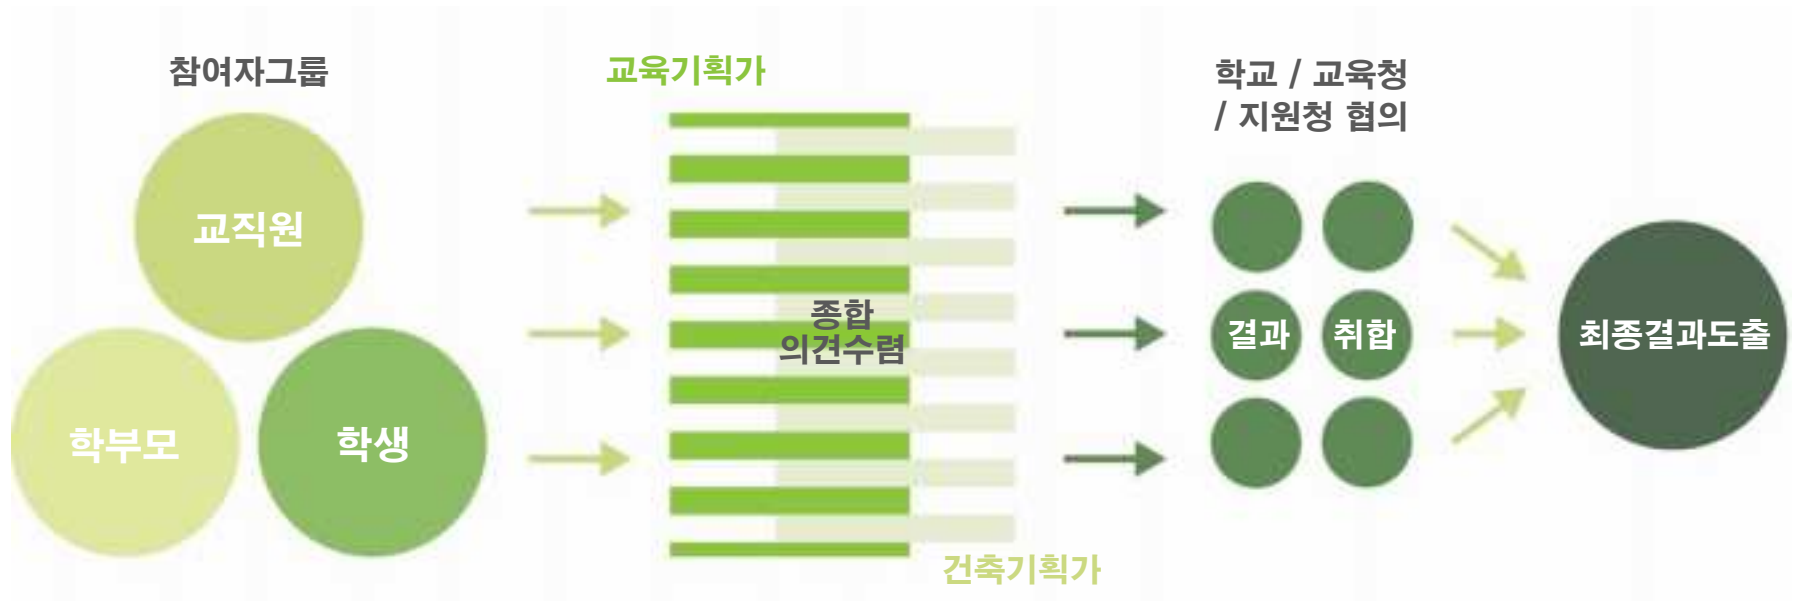 참여자그룹
교직원
학부모
학생
교육기획가
종합
의견수렴
건축기획가
학교 / 교육청
/ 지원청 협의
결과
취합
최종결과도출